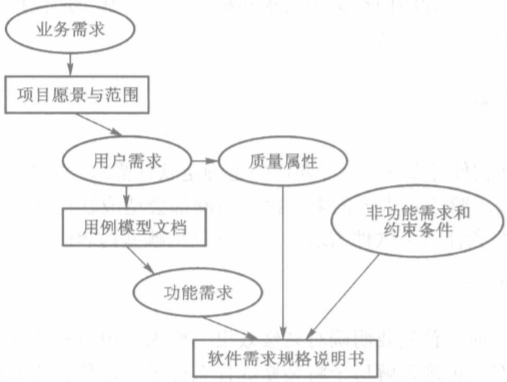 业务需求
项目愿景与范围
用户需求
质量属性
用例模型文档
非功能需求和
约束条件
功能需求
软件需求规格说明书